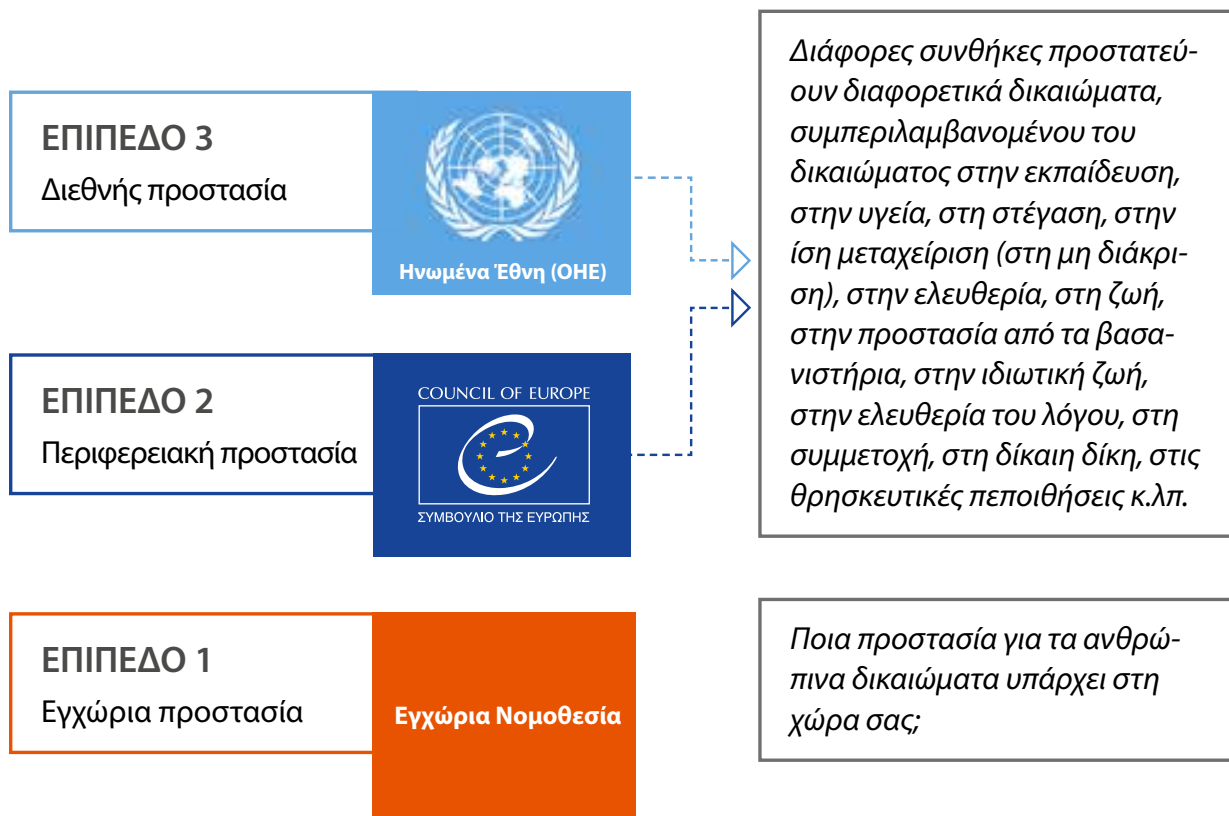 ΕΠΙΠΕΔΟ 3
Διεθνής προστασία
Ηνωμένα Έθνη (ΟΗΕ)
Διάφορες συνθήκες προστατεύ-
ουν διαφορετικά δικαιώματα,
συμπεριλαμβανομένου του
δικαιώματος στην εκπαίδευση,
στην υγεία, στη στέγαση, στην
ίση μεταχείριση (στη μη διάκρι-
ση), στην ελευθερία, στη ζωή,
στην προστασία από τα βασα-
νιστήρια, στην ιδιωτική ζωή,
στην ελευθερία του λόγου, στη
συμμετοχή, στη δίκαιη δίκη, στις
θρησκευτικές πεποιθήσεις κ.λπ.
ΕΠΙΠΕΔΟ 2
Περιφερειακή προστασία
COUNCIL OF EUROPE
ΣΥΜΒΟΥΛΙΟ ΤΗΣ ΕΥΡΩΠΗΣ
ΕΠΙΠΕΔΟ 1
Εγχώρια προστασία
Εγχώρια Νομοθεσία
Ποια προστασία για τα ανθρώ-
πινα δικαιώματα υπάρχει στη
χώρα σας;